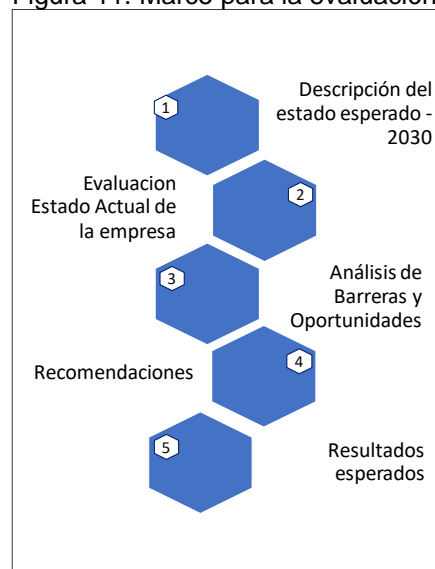 Figura 11. Marco para la evaluación
1
Descripción del
estado esperado -
2030
Evaluacion
Estado Actual de
la empresa
2
3
Análisis de
Barreras y
Oportunidades
Recomendaciones
4
5
Resultados
esperados